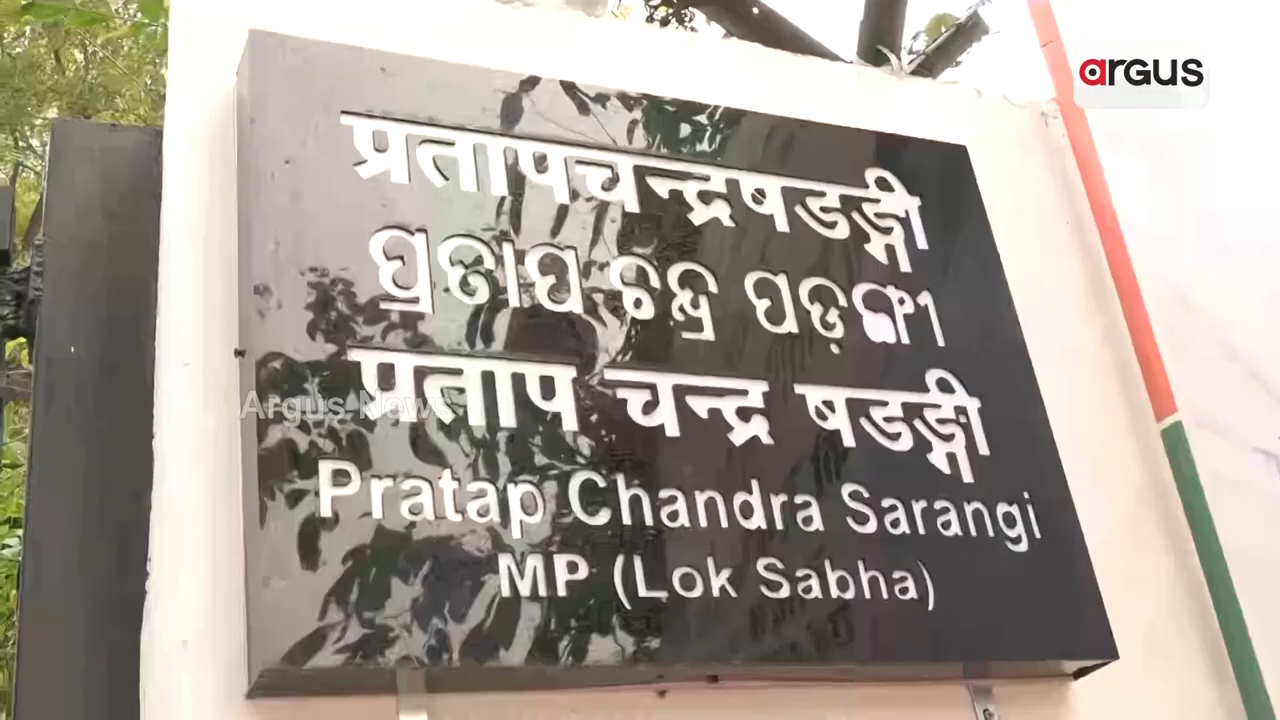 argus
प्रतापचन्द्रषडङ्गी
ପ୍ରତାପ ଚନ୍ଦ୍ର ଷଡ଼ଙ୍ଗୀ
प्रताप चन्द्र षडङ्गी
Argus News
Pratap Chandra Sarangi
MP (Lok Sabha)